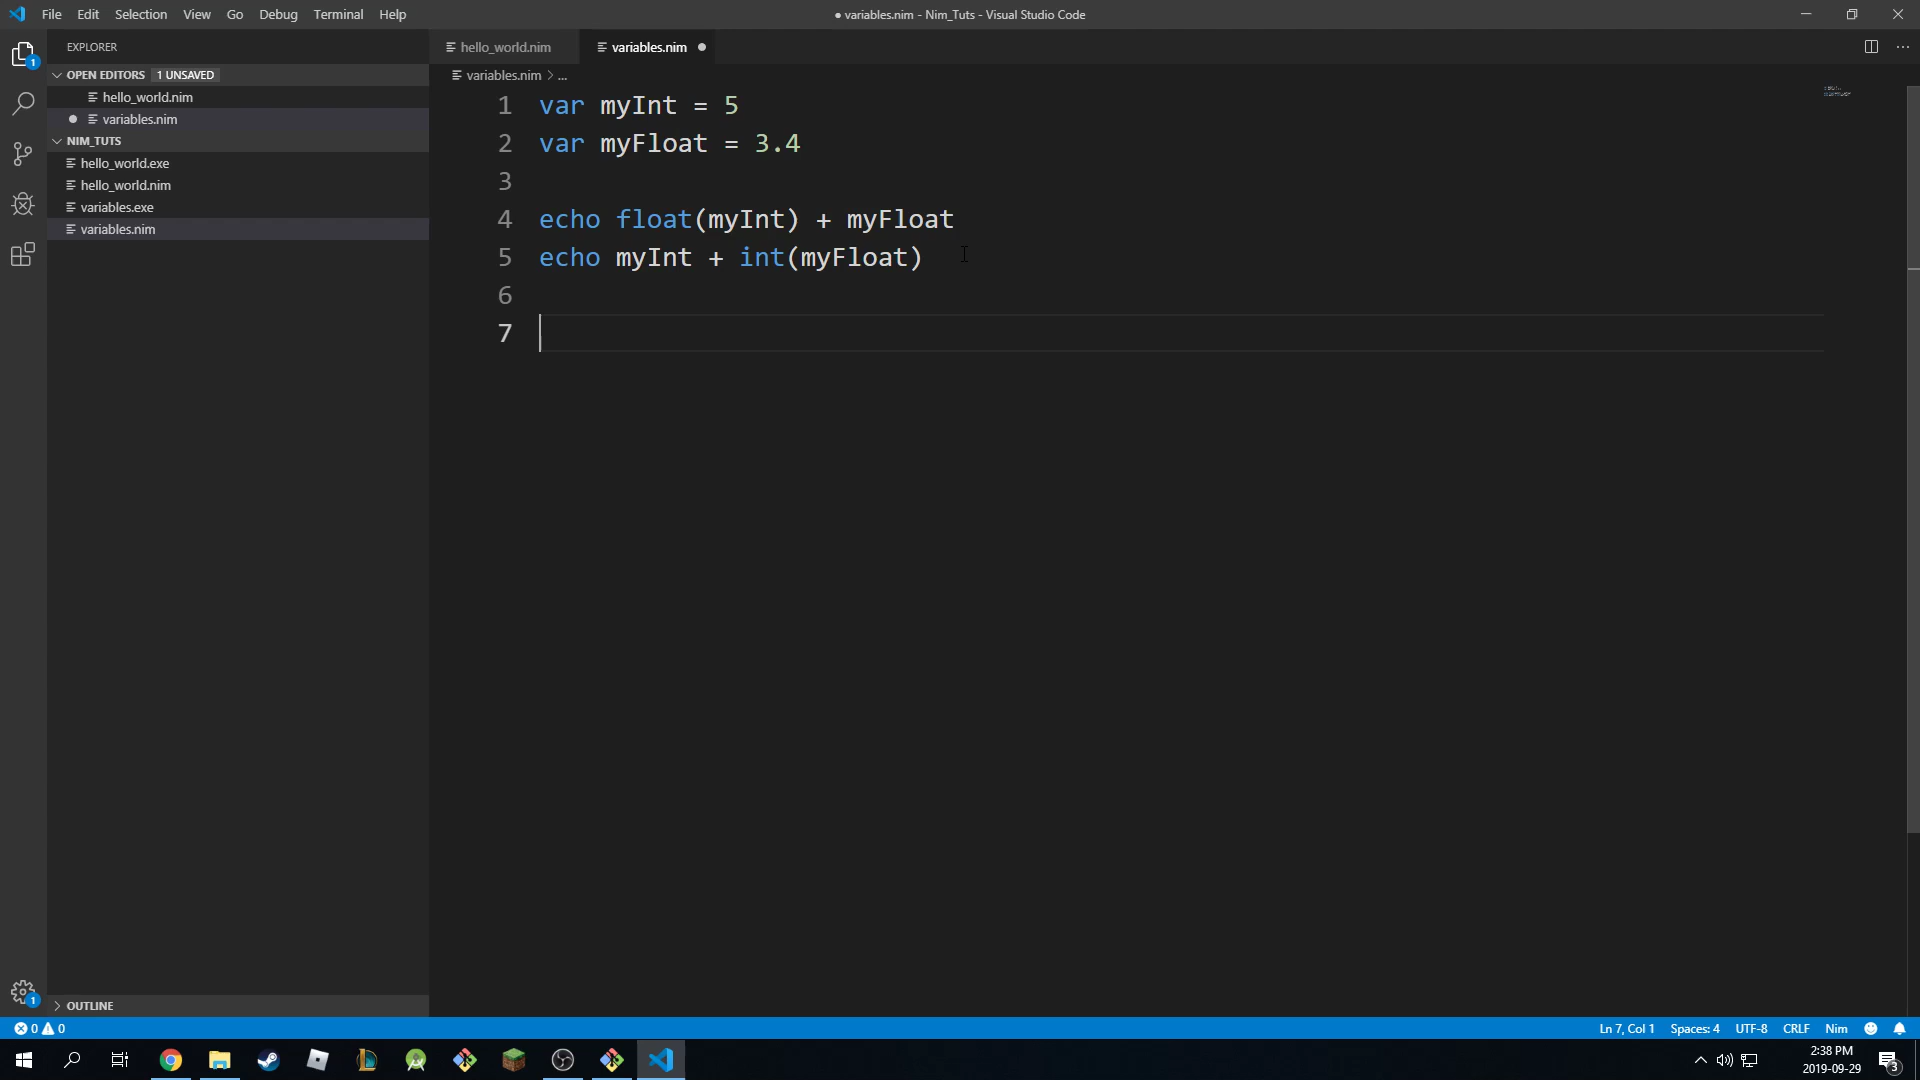 File Edit Selection View Go Debug Terminal Help
● variables.nim - Nim_Tuts - Visual Studio Code
EXPLORER
OPEN EDITORS 1 UNSAVED
hello_world.nim
variables.nim
NIM_TUTS
hello_world.exe
hello_world.nim
variables.exe
variables.nim
OUTLINE
hello_world.nim
variables.nim
variables.nim > ...
1 var myInt = 5
2 var myFloat = 3.4
3
4 echo float(myInt) + myFloat
5 echo myInt + int(myFloat)
6
7
1
1
0 0
Ln 7, Col 1 Spaces: 4 UTF-8 CRLF Nim
2:38 PM
2019-09-29
3